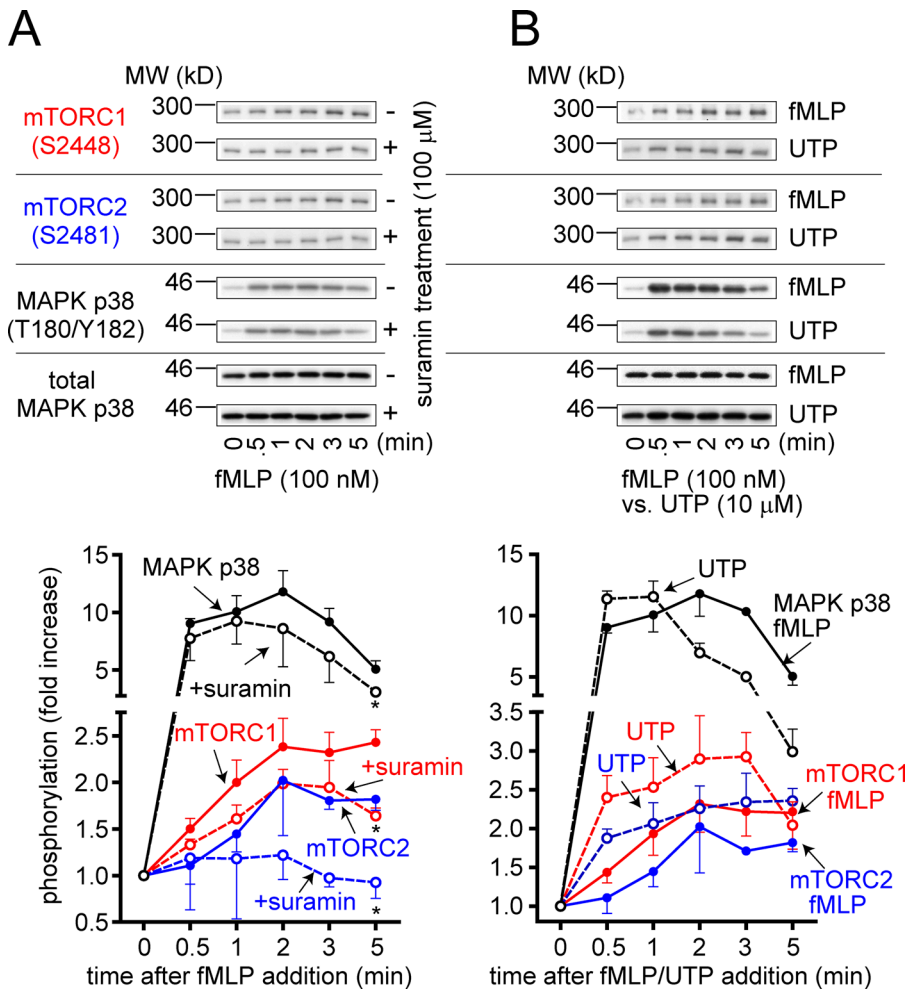 A
B
MW (kD)
MW (kD)
mTORC1
(S2448)
300
-
300
+
300
fMLP
300
UTP
mTORC2
(S2481)
300
-
300
+
300
fMLP
300
UTP
MAPK p38
(T180/Y182)
46
-
46
+
46
fMLP
46
UTP
total
MAPK p38
46
-
46
+
46
fMLP
46
UTP
suramin treatment (100 μM)
0 .5 1 2 3 5 (min)
fMLP (100 nM)
0 .5 1 2 3 5 (min)
fMLP (100 nM)
vs. UTP (10 μM)
phosphorylation (fold increase)
15
10
5
2.5
2.0
1.5
1.0
0.5
MAPK p38
+suramin
*
mTORC1
+suramin
*
mTORC2
+suramin
*
0 0.5 1 2 3 5
time after fMLP addition (min)
15
10
5
3.5
3.0
2.5
2.0
1.5
1.0
UTP
MAPK p38
fMLP
UTP
UTP
mTORC1
fMLP
mTORC2
fMLP
0 0.5 1 2 3 5
time after fMLP/UTP addition (min)